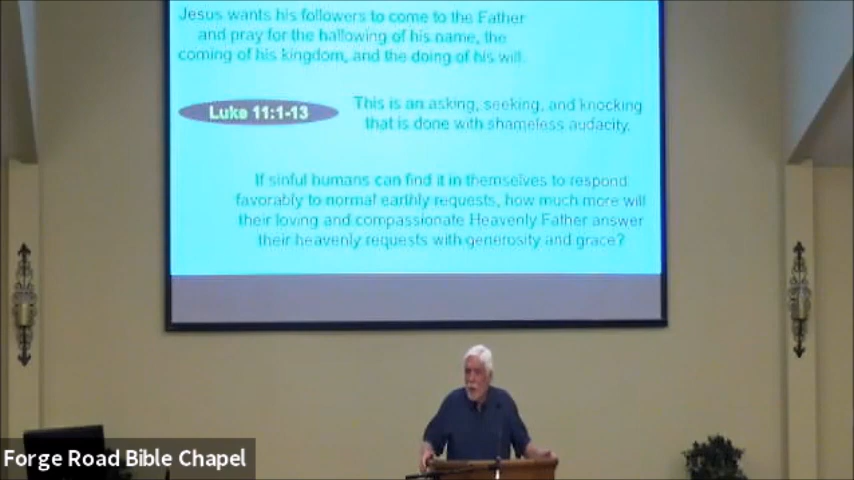 Jesus wants his followers to come to the Father
and pray for the hallowing of his name, the
coming of his kingdom, and the doing of his will.
Luke 11:1-13
This is an asking, seeking, and knocking
that is done with shameless audacity.
If sinful humans can find it in themselves to respond
favorably to normal earthly requests, how much more will
their loving and compassionate Heavenly Father answer
their heavenly requests with generosity and grace?
Forge Road Bible Chapel